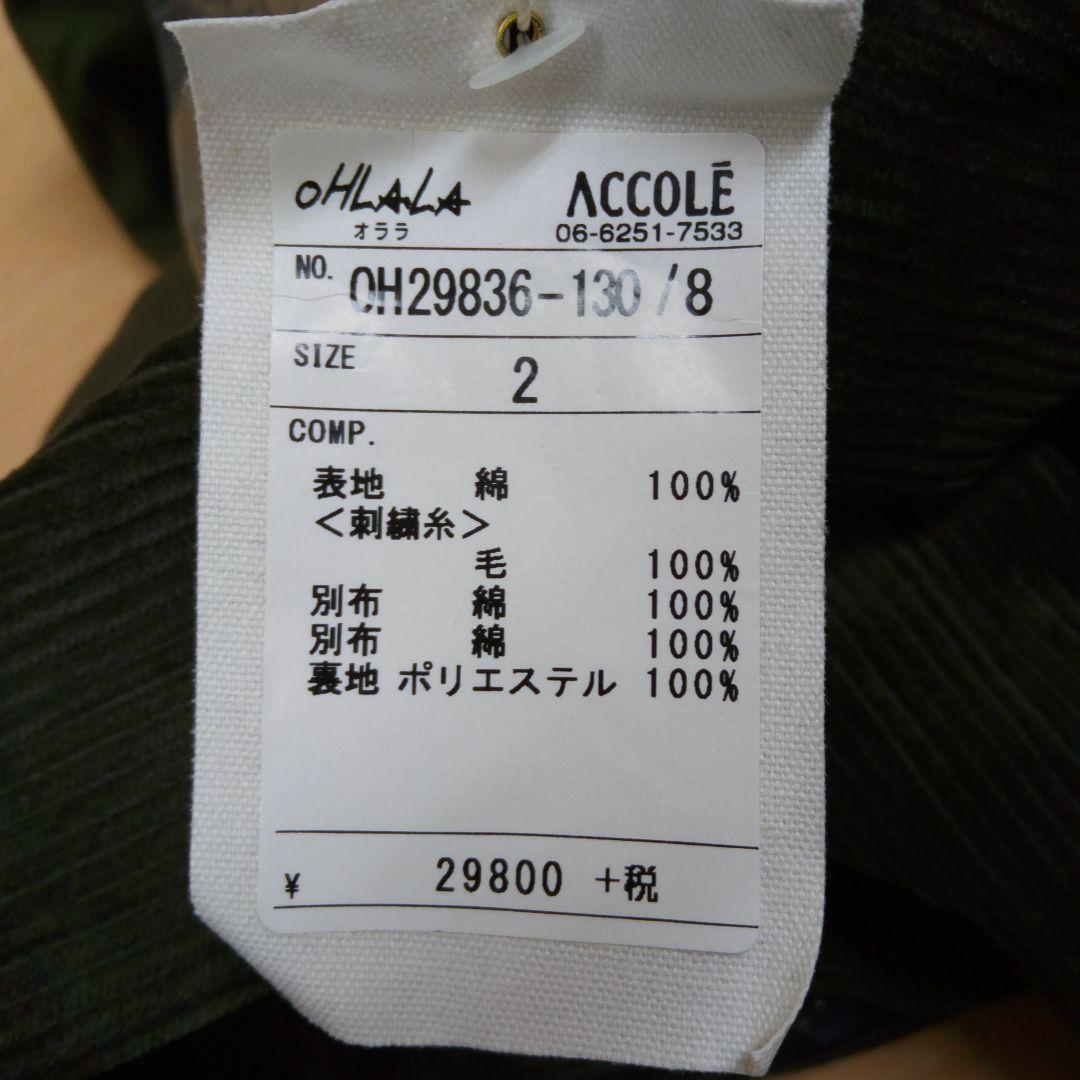 OHLALA ACCOLĒ
オララ 06-6251-7533
NO. OH29836-130/8
SIZE 2
COMP.
表地 綿 100%
<刺繍糸>
毛 100%
別布 綿 100%
別布 綿 100%
裏地 ポリエステル 100%
¥ 29800 +税